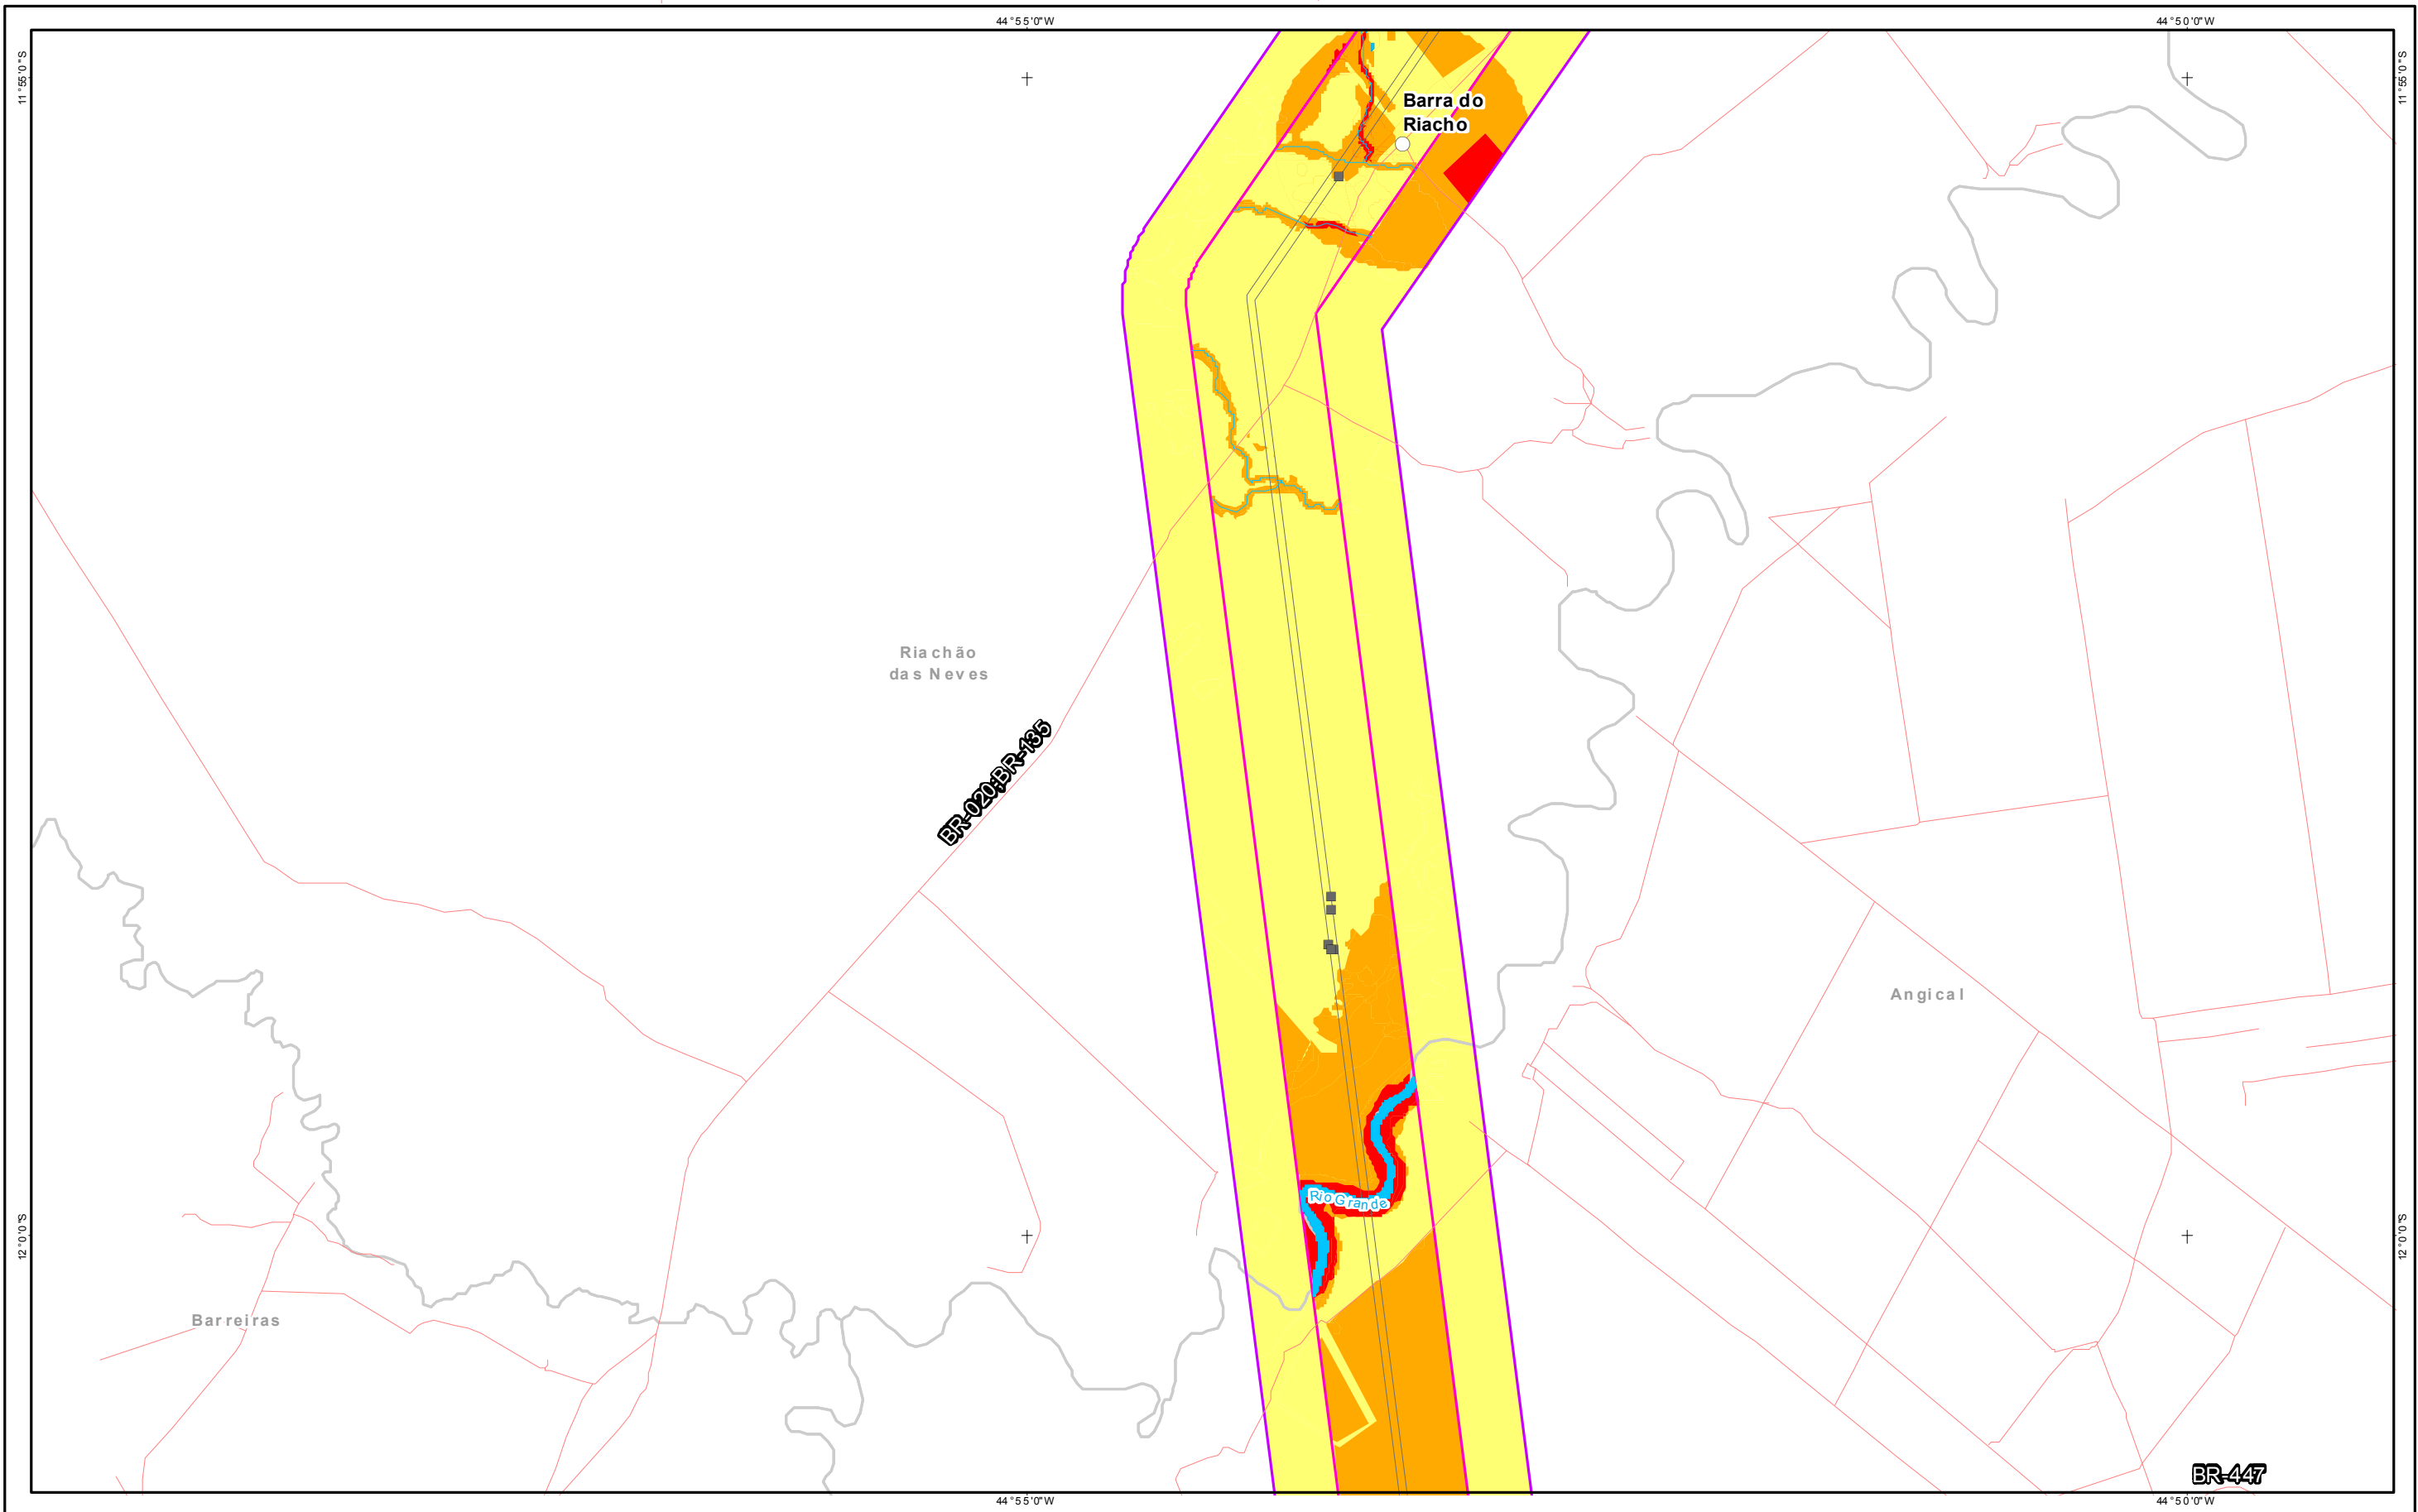 44°55'0"W
44°50'0"W
11°55'0"S
11°55'0"S
Barra do
Riacho
Riachão
das Neves
BR-020;BR-135
Angical
Rio Grande
12°0'0"S
12°0'0"S
Barreiras
BR-447
44°55'0"W
44°50'0"W